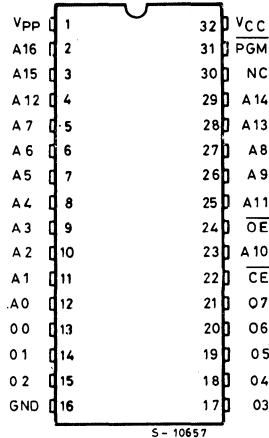 VPP 1 32 VCC
A16 2 31 PGM
A15 3 30 NC
A12 4 29 A14
A7 5 28 A13
A6 6 27 A8
A5 7 26 A9
A4 8 25 A11
A3 9 24 OE
A2 10 23 A10
A1 11 22 CE
A0 12 21 O7
O0 13 20 O6
O1 14 19 O5
O2 15 18 O4
GND 16 17 O3
S-10657